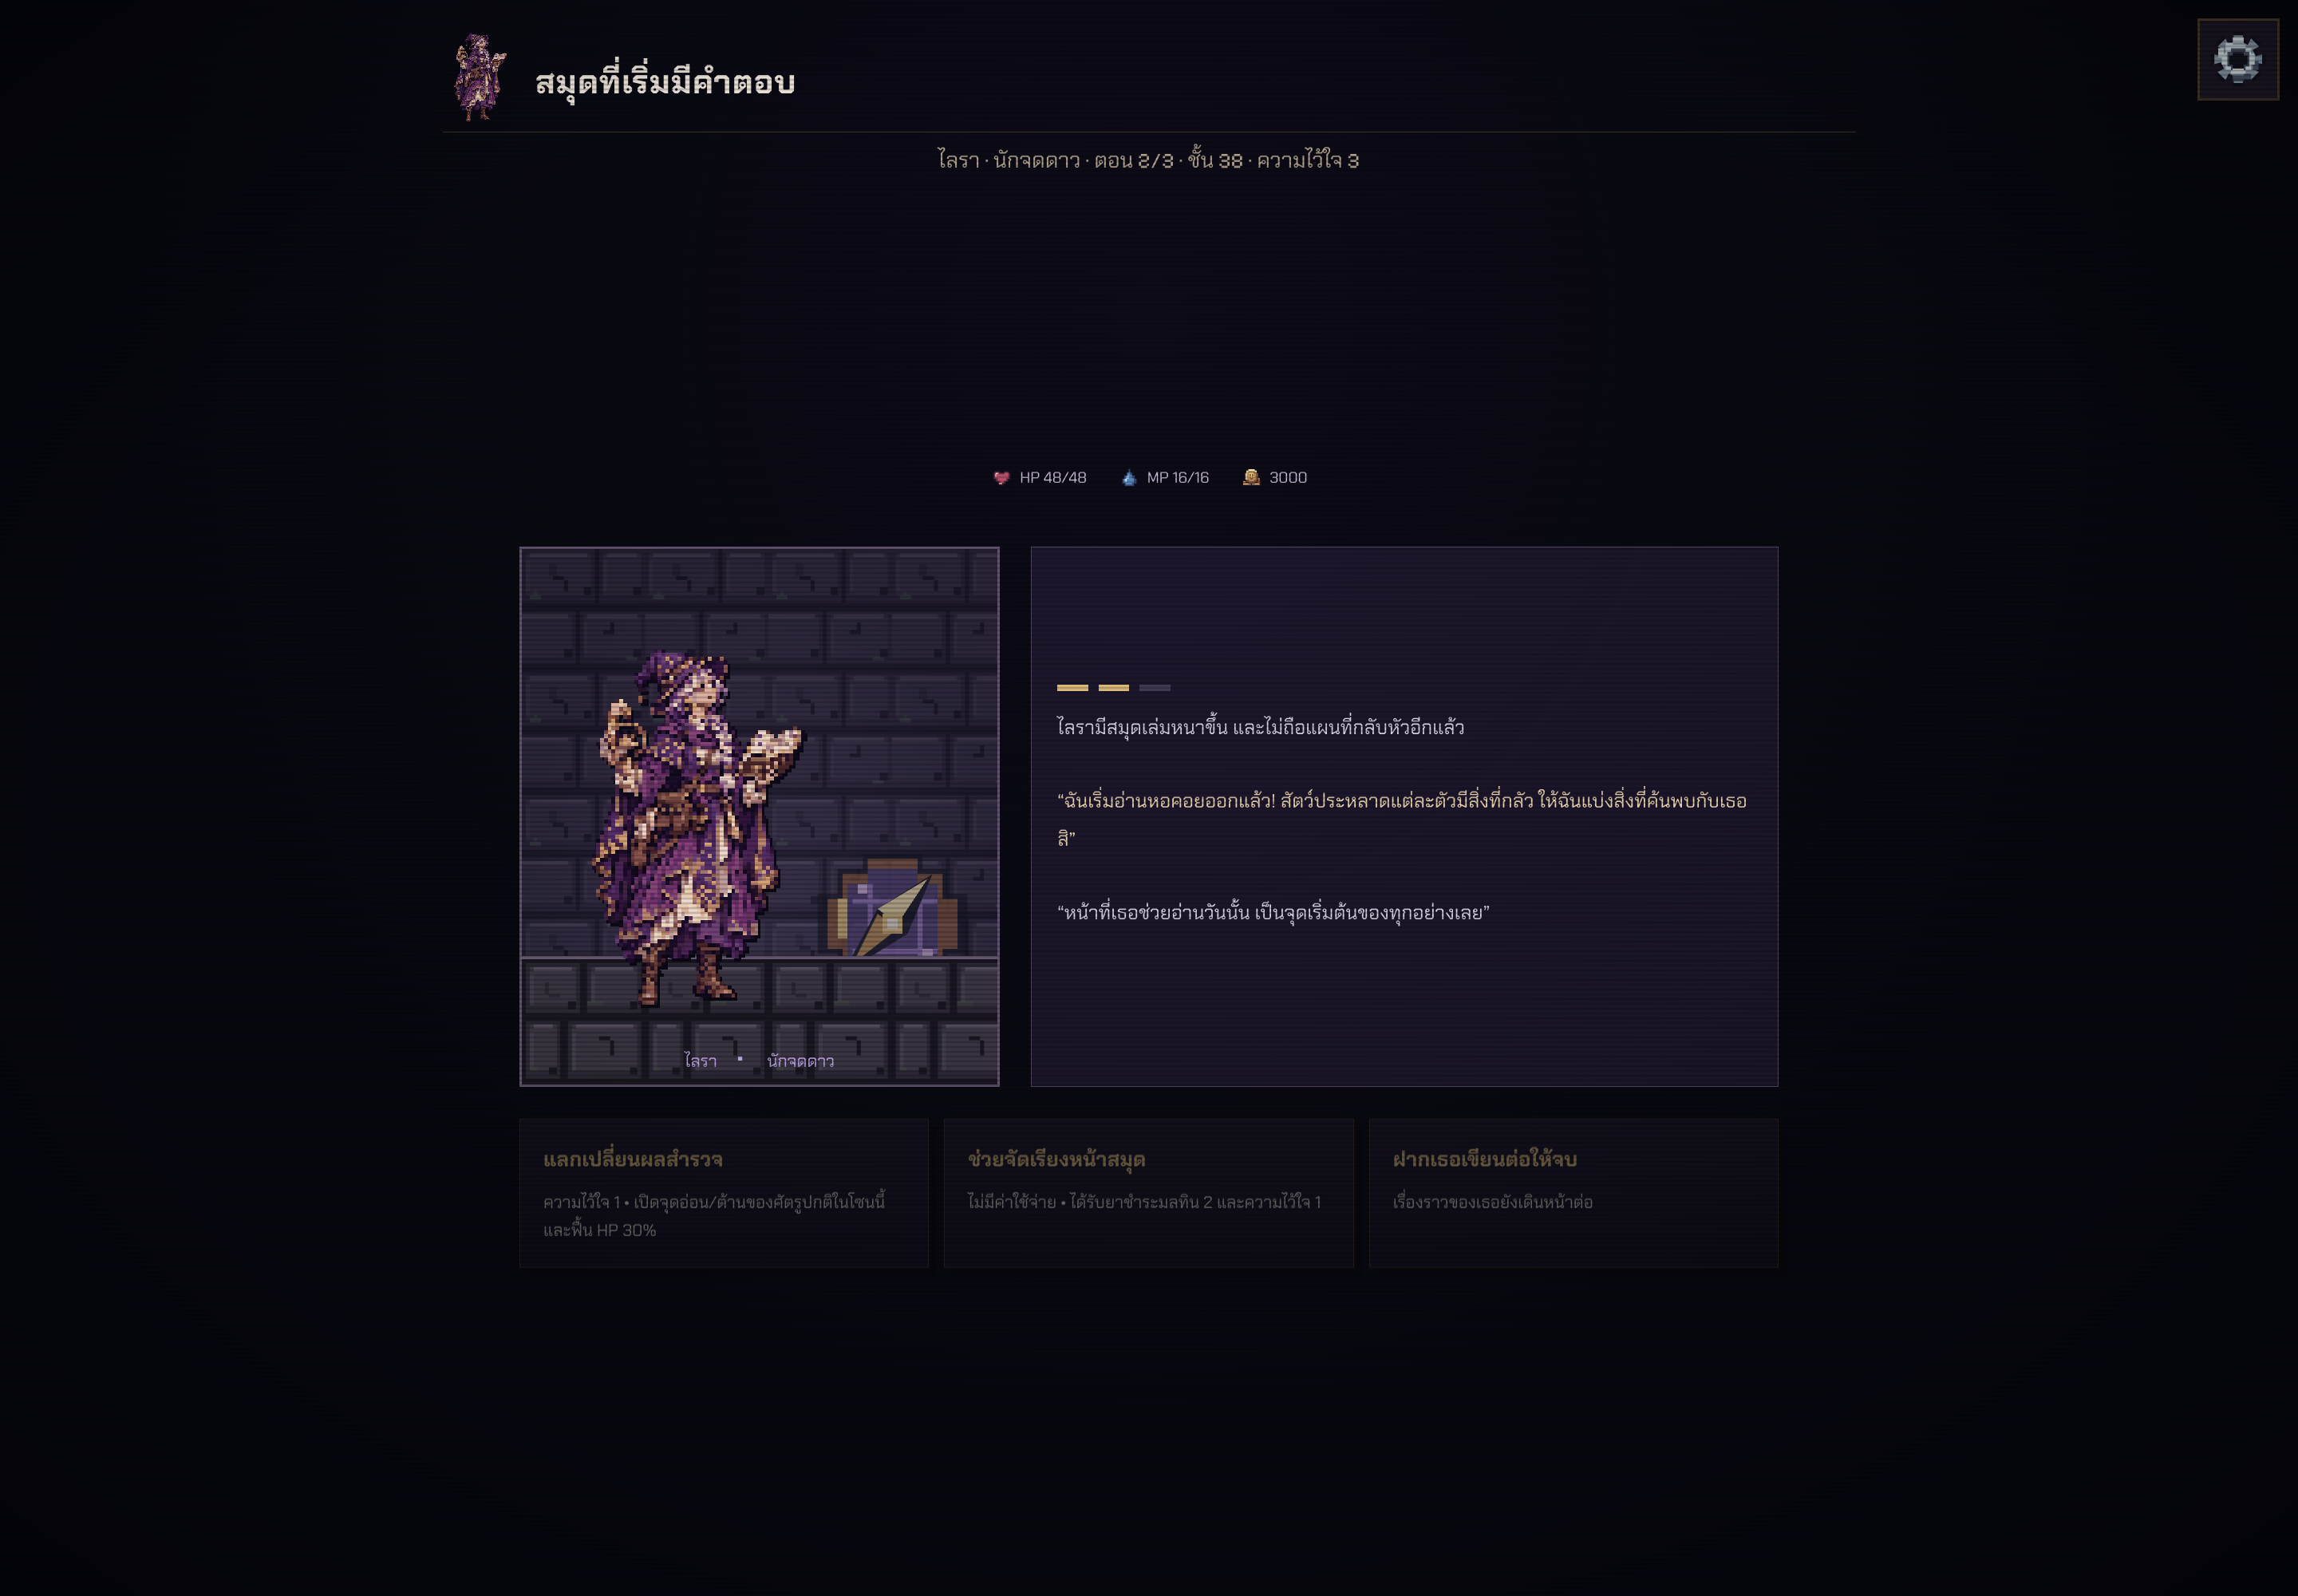 สมุดที่เริ่มมีคำตอบ
ไลรา · นักจดดาว · ตอน 2/3 · ชั้น 38 · ความไว้ใจ 3
HP 48/48 MP 16/16 3000
ไลรามีสมุดเล่มหนาขึ้น และไม่ถือแผนที่กลับหัวอีกแล้ว
“ฉันเริ่มอ่านหอคอยออกแล้ว! สัตว์ประหลาดแต่ละตัวมีสิ่งที่กลัว ให้ฉันแบ่งสิ่งที่ค้นพบกับเธอ
สิ”
“หน้าที่เธอช่วยอ่านวันนั้น เป็นจุดเริ่มต้นของทุกอย่างเลย”
ไลรา · นักจดดาว
แลกเปลี่ยนผลสำรวจ
ความไว้ใจ 1 • เปิดจุดอ่อน/ต้านของศัตรูปกติในโซนนี้
และฟื้น HP 30%
ช่วยจัดเรียงหน้าสมุด
ไม่มีค่าใช้จ่าย • ได้รับยาชำระมลทิน 2 และความไว้ใจ 1
ฝากเธอเขียนต่อให้จบ
เรื่องราวของเธอยังเดินหน้าต่อ